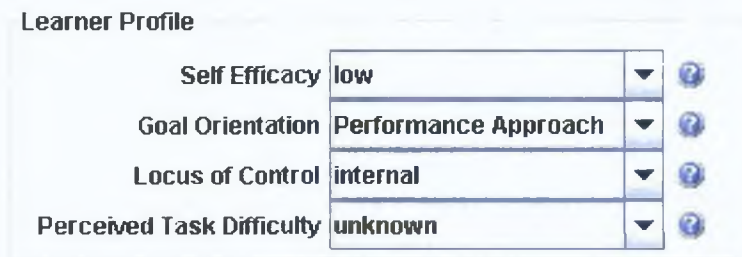 Learner Profile
Self Efficacy low
Goal Orientation Performance Approach
Locus of Control internal
Perceived Task Difficulty unknown